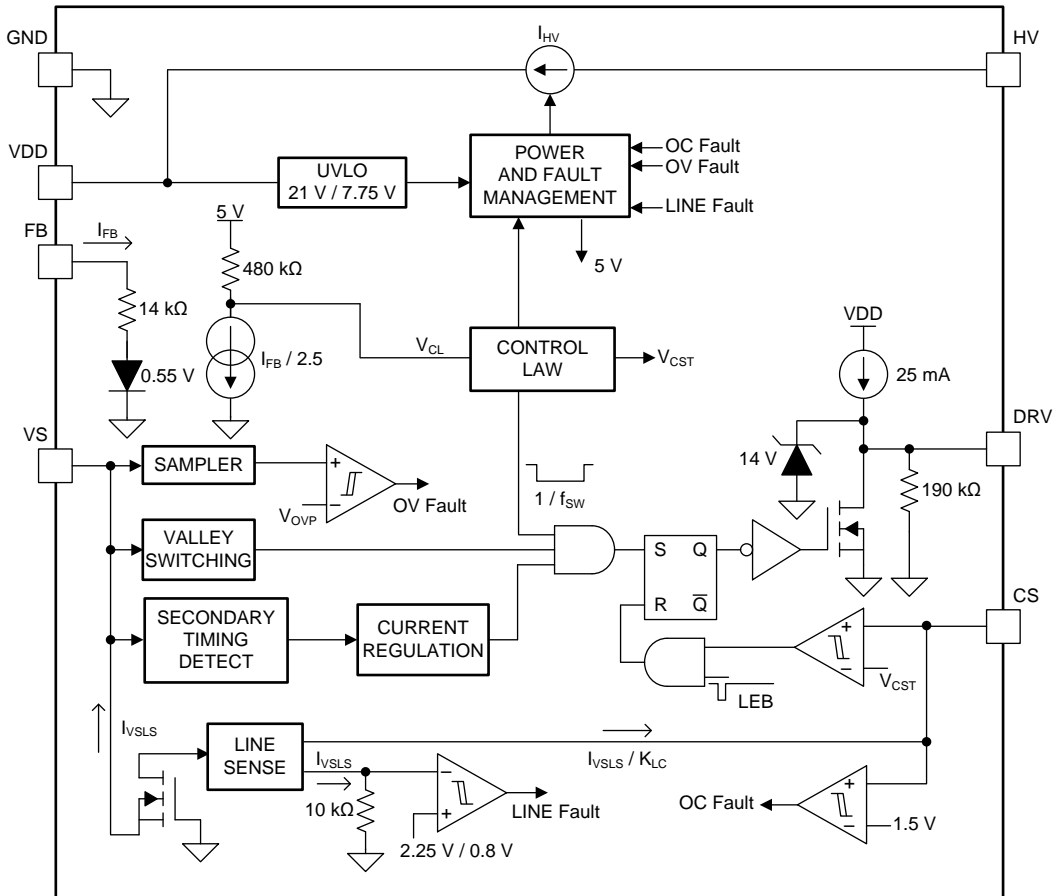 GND
I_HV
HV
VDD
UVLO
21 V / 7.75 V
POWER
AND FAULT
MANAGEMENT
OC Fault
OV Fault
LINE Fault
5 V
FB
I_FB
5 V
480 kΩ
14 kΩ
0.55 V
I_FB / 2.5
V_CL
CONTROL
LAW
V_CST
VDD
25 mA
VS
SAMPLER
+
−
V_OVP
OV Fault
1 / f_SW
14 V
190 kΩ
DRV
VALLEY
SWITCHING
S Q
R Q̅
SECONDARY
TIMING
DETECT
CURRENT
REGULATION
CS
+
−
V_CST
LEB
I_VSLS
LINE
SENSE
I_VSLS
I_VSLS / K_LC
10 kΩ
−
+
2.25 V / 0.8 V
LINE Fault
OC Fault
+
−
1.5 V